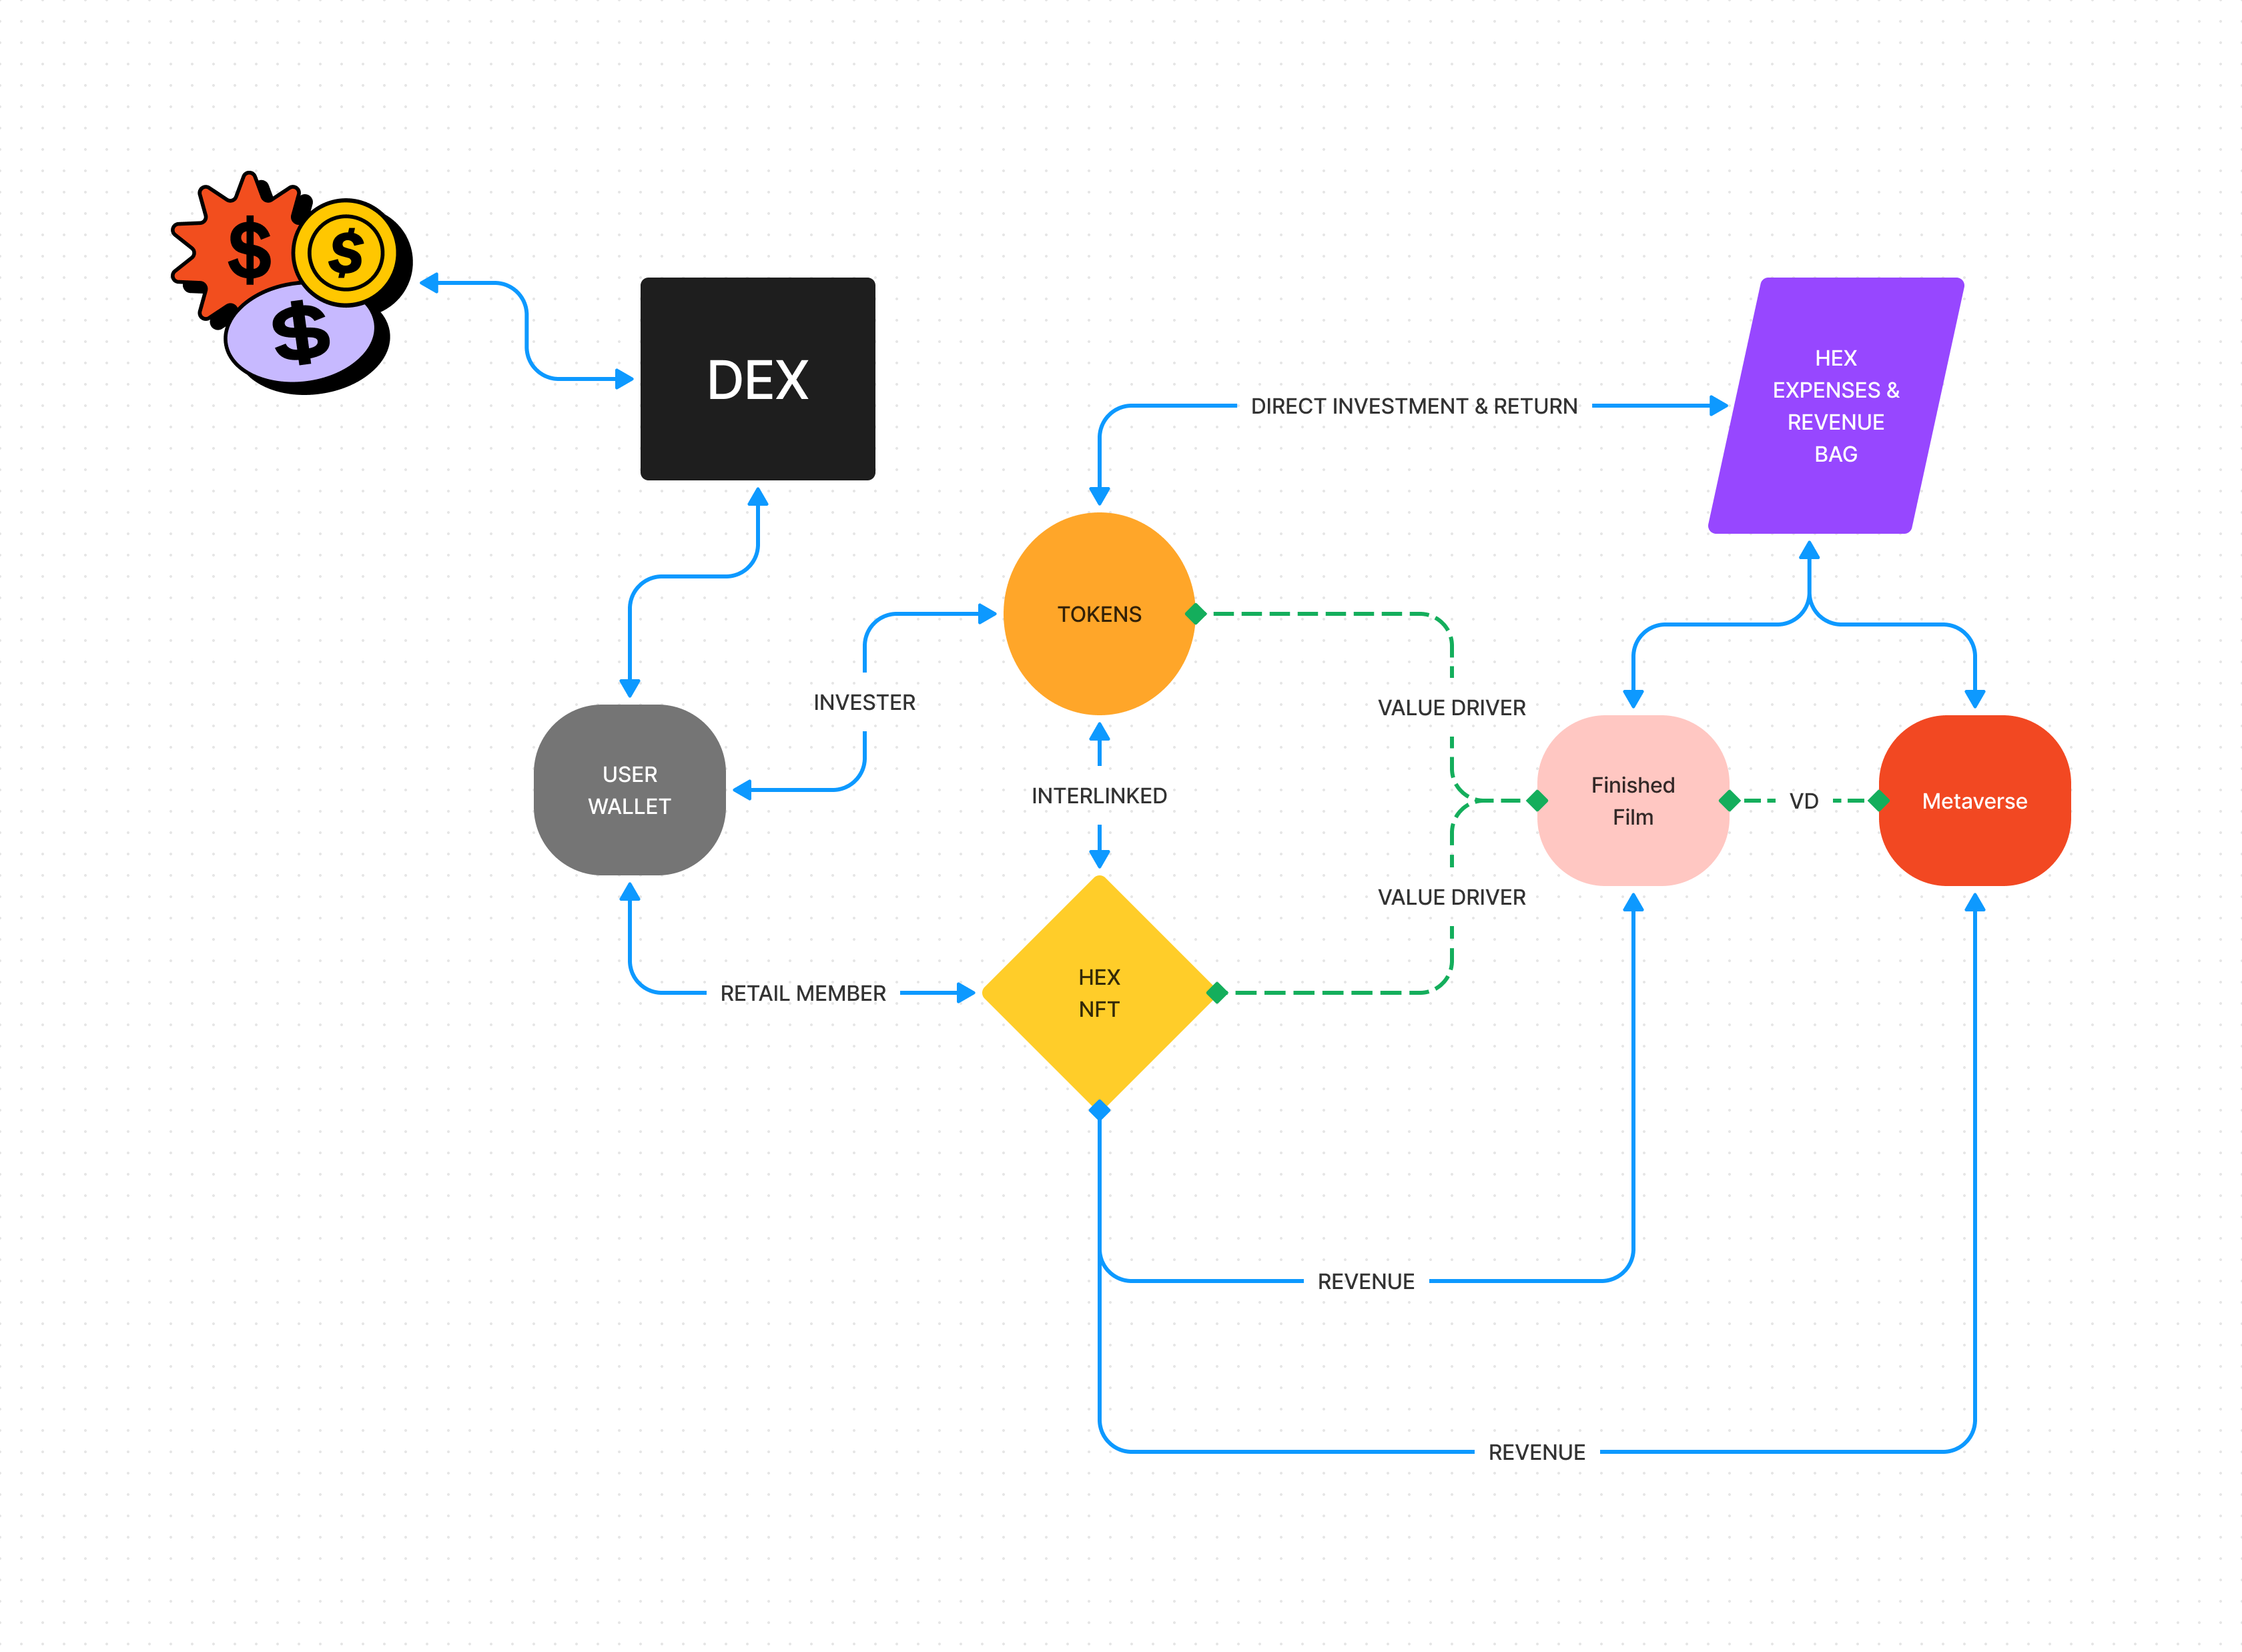 $
$
$
DEX
HEX
EXPENSES &
REVENUE
BAG
DIRECT INVESTMENT & RETURN
TOKENS
INVESTER
VALUE DRIVER
USER
WALLET
INTERLINKED
Finished
Film
VD
Metaverse
VALUE DRIVER
RETAIL MEMBER
HEX
NFT
REVENUE
REVENUE